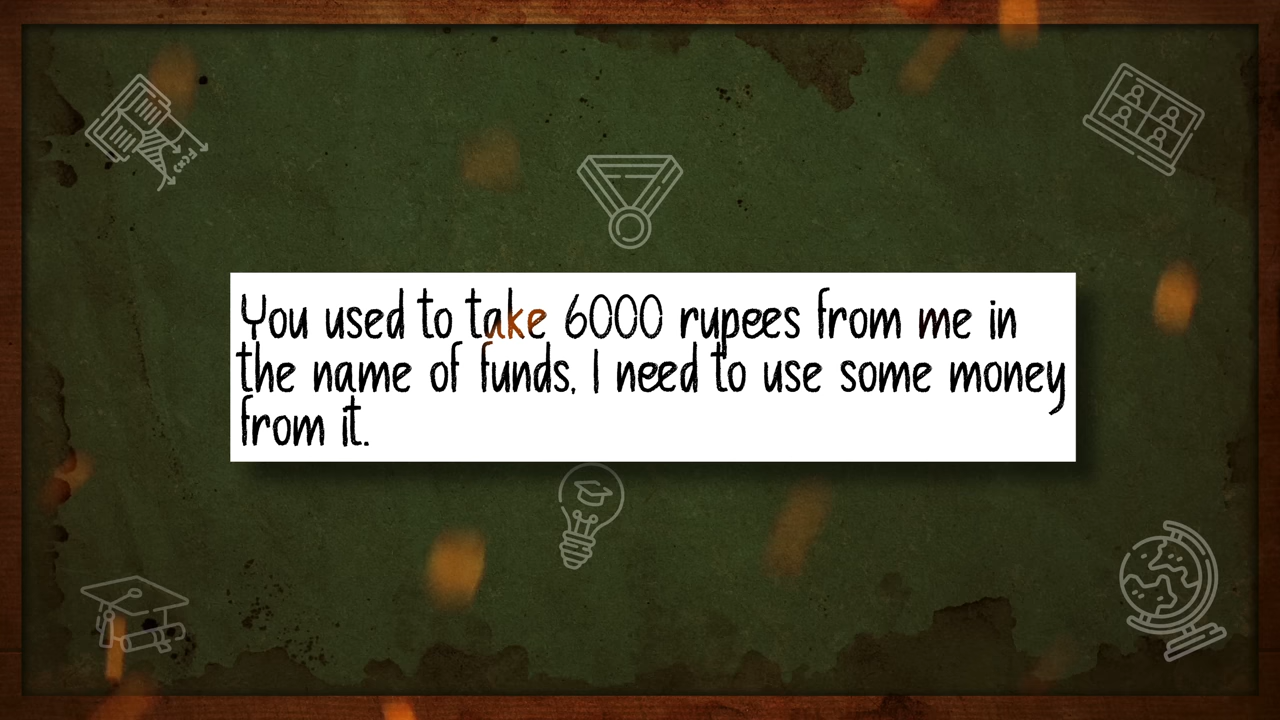 You used to take 6000 rupees from me in
the name of funds, I need to use some money
from it.